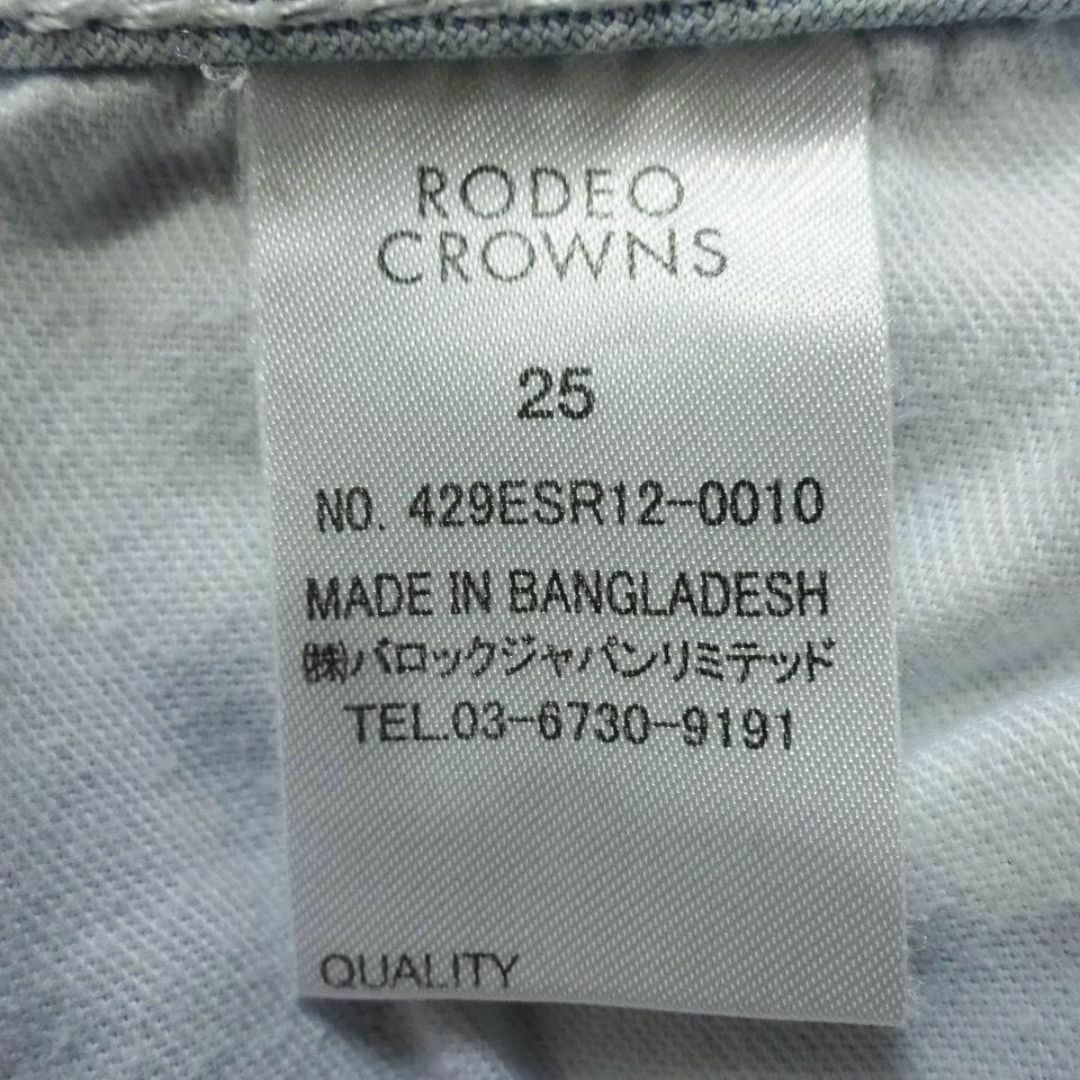 RODEO
CROWNS
25
NO. 429ESR12-0010
MADE IN BANGLADESH
㈱バロックジャパンリミテッド
TEL.03-6730-9191
QUALITY